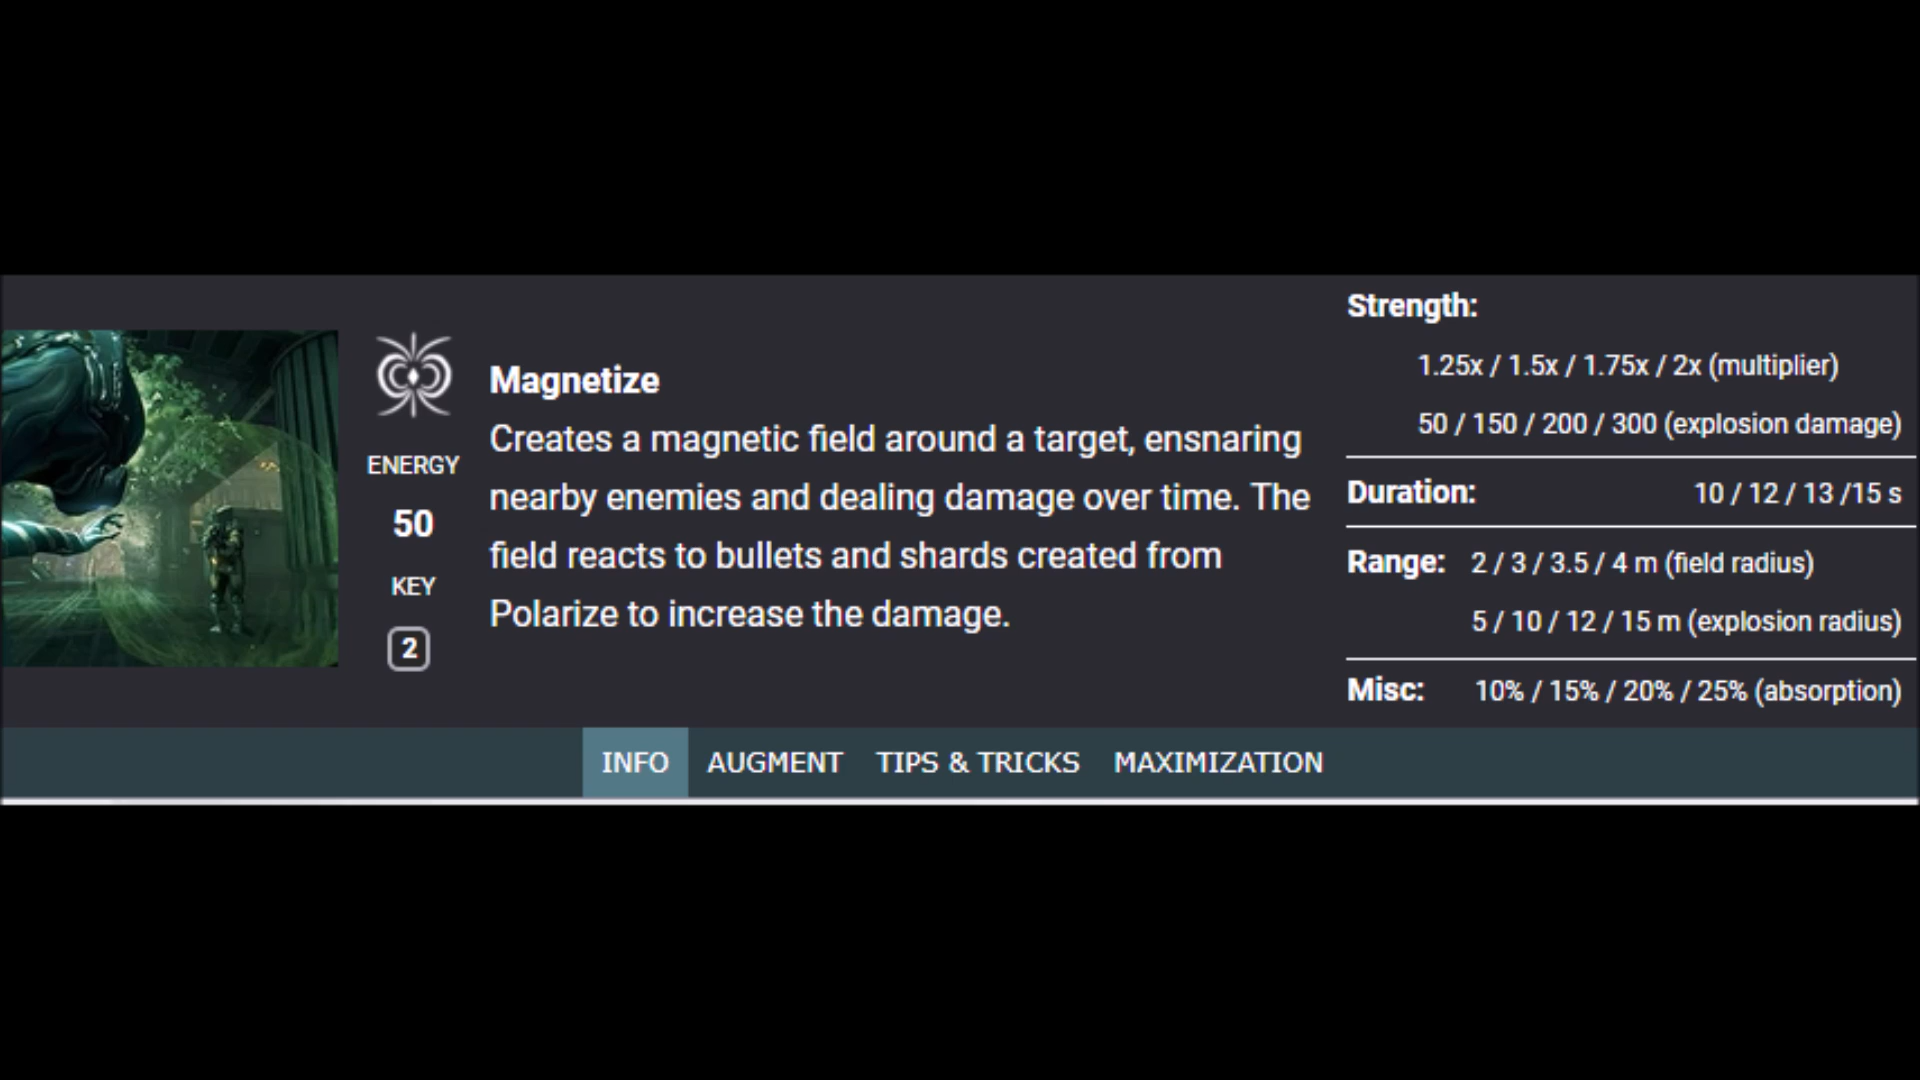 ENERGY
50
KEY
2
Magnetize
Creates a magnetic field around a target, ensnaring
nearby enemies and dealing damage over time. The
field reacts to bullets and shards created from
Polarize to increase the damage.
Strength:
1.25x / 1.5x / 1.75x / 2x (multiplier)
50 / 150 / 200 / 300 (explosion damage)
Duration: 10 / 12 / 13 /15 s
Range: 2 / 3 / 3.5 / 4 m (field radius)
5 / 10 / 12 / 15 m (explosion radius)
Misc: 10% / 15% / 20% / 25% (absorption)
INFO AUGMENT TIPS & TRICKS MAXIMIZATION